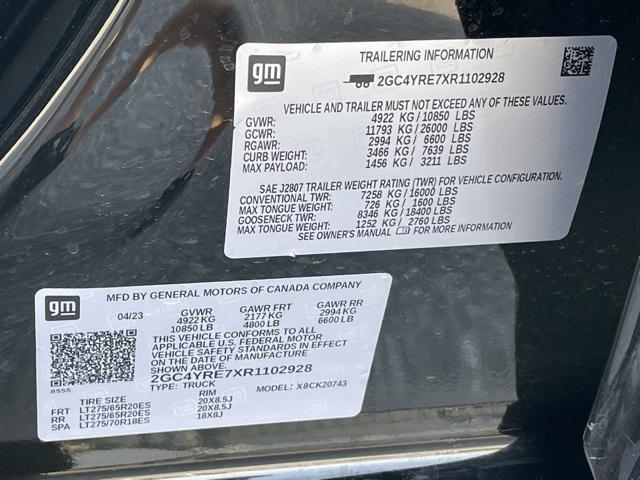 gm
TRAILERING INFORMATION
2GC4YRE7XR1102928
VEHICLE AND TRAILER MUST NOT EXCEED ANY OF THESE VALUES.
GVWR: 4922 KG/10850 LBS
GCWR: 11793 KG/26000 LBS
RGAWR: 2994 KG/ 6600 LBS
CURB WEIGHT: 3466 KG/ 7639 LBS
MAX PAYLOAD: 1456 KG/ 3211 LBS
SAE J2807 TRAILER WEIGHT RATING (TWR) FOR VEHICLE CONFIGURATION.
CONVENTIONAL TWR: 7258 KG/16000 LBS
MAX TONGUE WEIGHT: 726 KG/ 1600 LBS
GOOSENECK TWR: 8346 KG/18400 LBS
MAX TONGUE WEIGHT: 1252 KG/ 2760 LBS
SEE OWNER'S MANUAL FOR MORE INFORMATION
gm
MFD BY GENERAL MOTORS OF CANADA COMPANY
04/23 GVWR GAWR FRT GAWR RR
4922 KG 2177 KG 2994 KG
10850 LB 4800 LB 6600 LB
THIS VEHICLE CONFORMS TO ALL
APPLICABLE U.S. FEDERAL MOTOR
VEHICLE SAFETY STANDARDS IN EFFECT
ON THE DATE OF MANUFACTURE
2GC4YRE7XR1102928
8555 TYPE: TRUCK MODEL: X8CK20743
TIRE SIZE RIM
FRT LT275/65R20ES 20X8.5J
RR LT275/65R20ES 20X8.5J
SPA LT275/70R18ES 18X8J